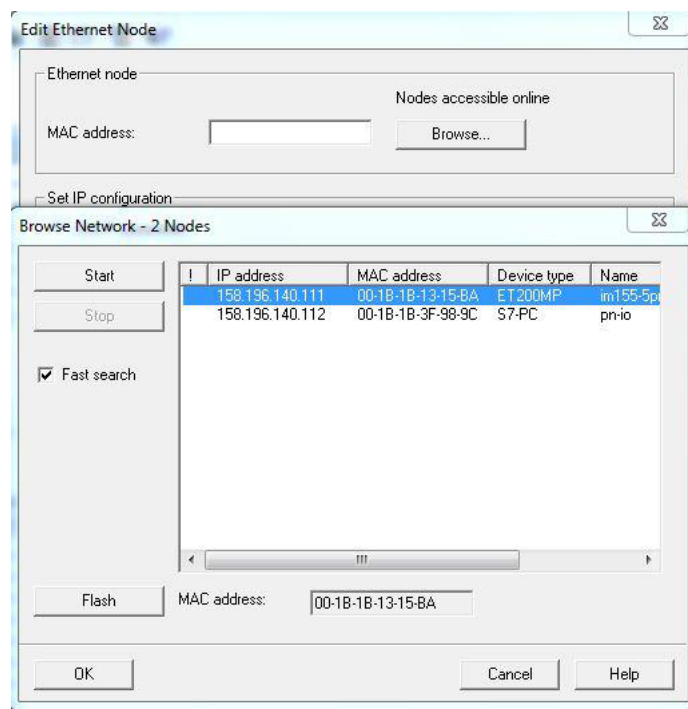 Edit Ethernet Node
Ethernet node
Nodes accessible online
MAC address:
Browse...
Set IP configuration
Browse Network - 2 Nodes
Start
Stop
Fast search
! IP address MAC address Device type Name
158.196.140.111 00-1B-1B-13-15-BA ET200MP im155-5p
158.196.140.112 00-1B-1B-3F-98-9C S7-PC pn-io
Flash
MAC address: 00-1B-1B-13-15-BA
OK
Cancel
Help